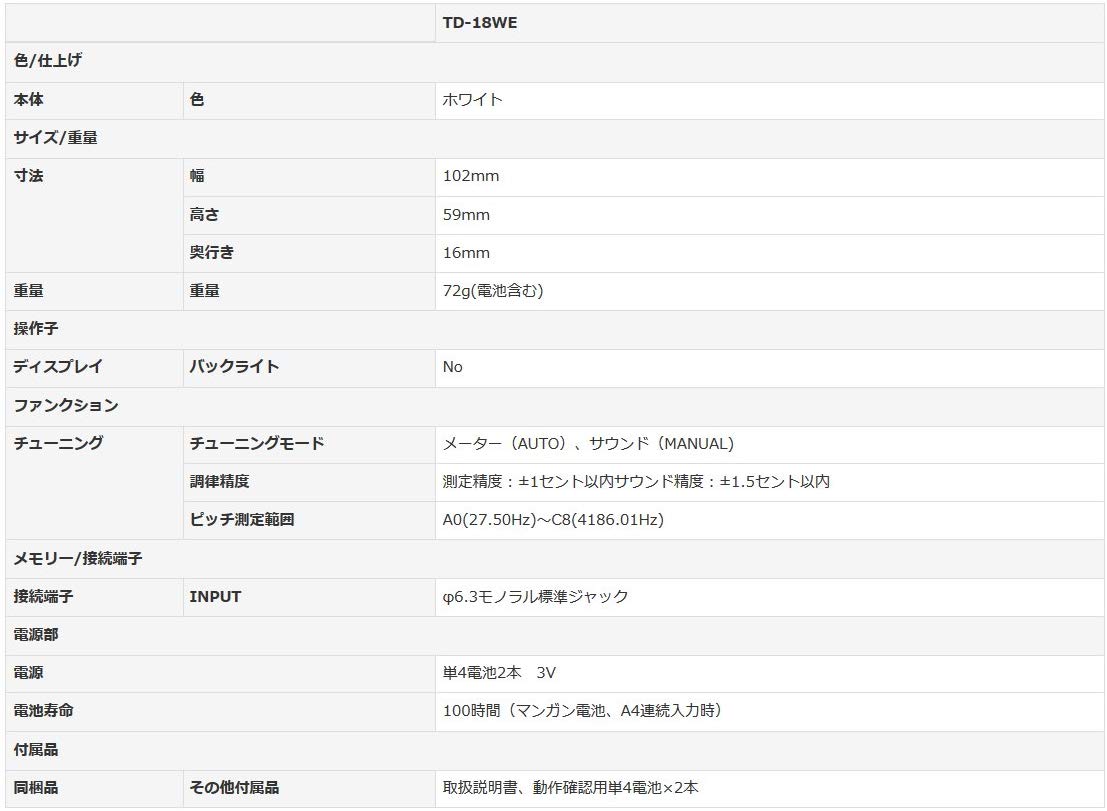 TD-18WE
色/仕上げ
本体 色 ホワイト
サイズ/重量
寸法 幅 102mm
高さ 59mm
奥行き 16mm
重量 重量 72g(電池含む)
操作子
ディスプレイ バックライト No
ファンクション
チューニング チューニングモード メーター（AUTO）、サウンド（MANUAL)
調律精度 測定精度：±1セント以内サウンド精度：±1.5セント以内
ピッチ測定範囲 A0(27.50Hz)～C8(4186.01Hz)
メモリー/接続端子
接続端子 INPUT φ6.3モノラル標準ジャック
電源部
電源 単4電池2本　3V
電池寿命 100時間（マンガン電池、A4連続入力時）
付属品
同梱品 その他付属品 取扱説明書、動作確認用単4電池×2本